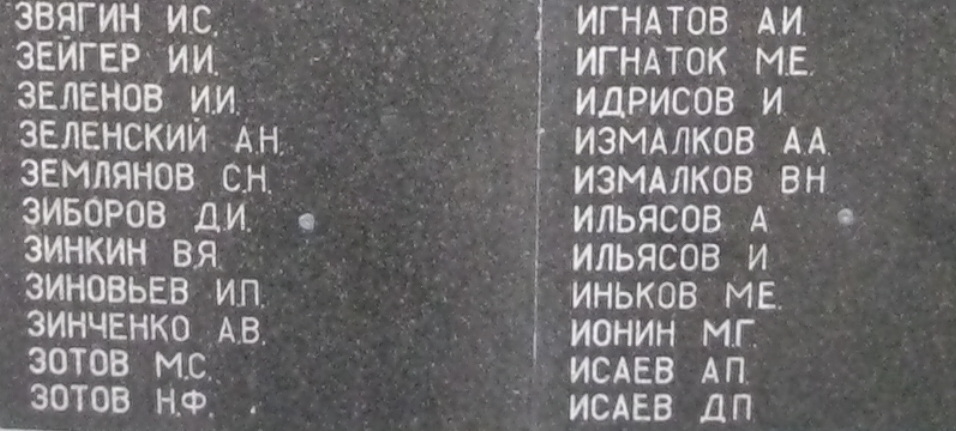 ЗВЯГИН И.С.
ЗЕЙГЕР И.И.
ЗЕЛЕНОВ И.И.
ЗЕЛЕНСКИЙ А.Н.
ЗЕМЛЯНОВ С.Н.
ЗИБОРОВ Д.И.
ЗИНКИН В.Я.
ЗИНОВЬЕВ И.П.
ЗИНЧЕНКО А.В.
ЗОТОВ М.С.
ЗОТОВ Н.Ф.
ИГНАТОВ А.И.
ИГНАТОК М.Е.
ИДРИСОВ И.
ИЗМАЛКОВ А.А.
ИЗМАЛКОВ В.Н.
ИЛЬЯСОВ А
ИЛЬЯСОВ И
ИНЬКОВ М.Е.
ИОНИН М.Г.
ИСАЕВ А.П.
ИСАЕВ Д.П.